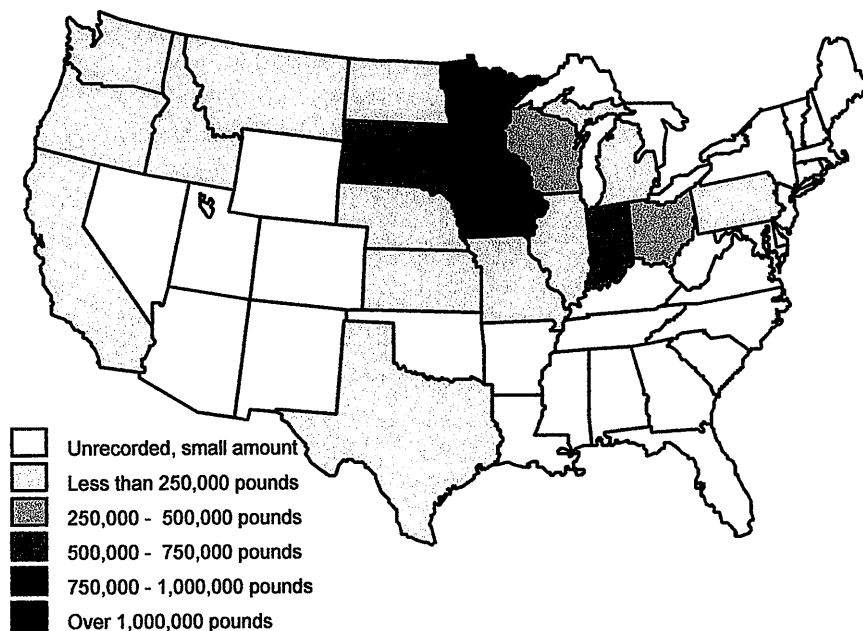 Unrecorded, small amount
Less than 250,000 pounds
250,000 - 500,000 pounds
500,000 - 750,000 pounds
750,000 - 1,000,000 pounds
Over 1,000,000 pounds